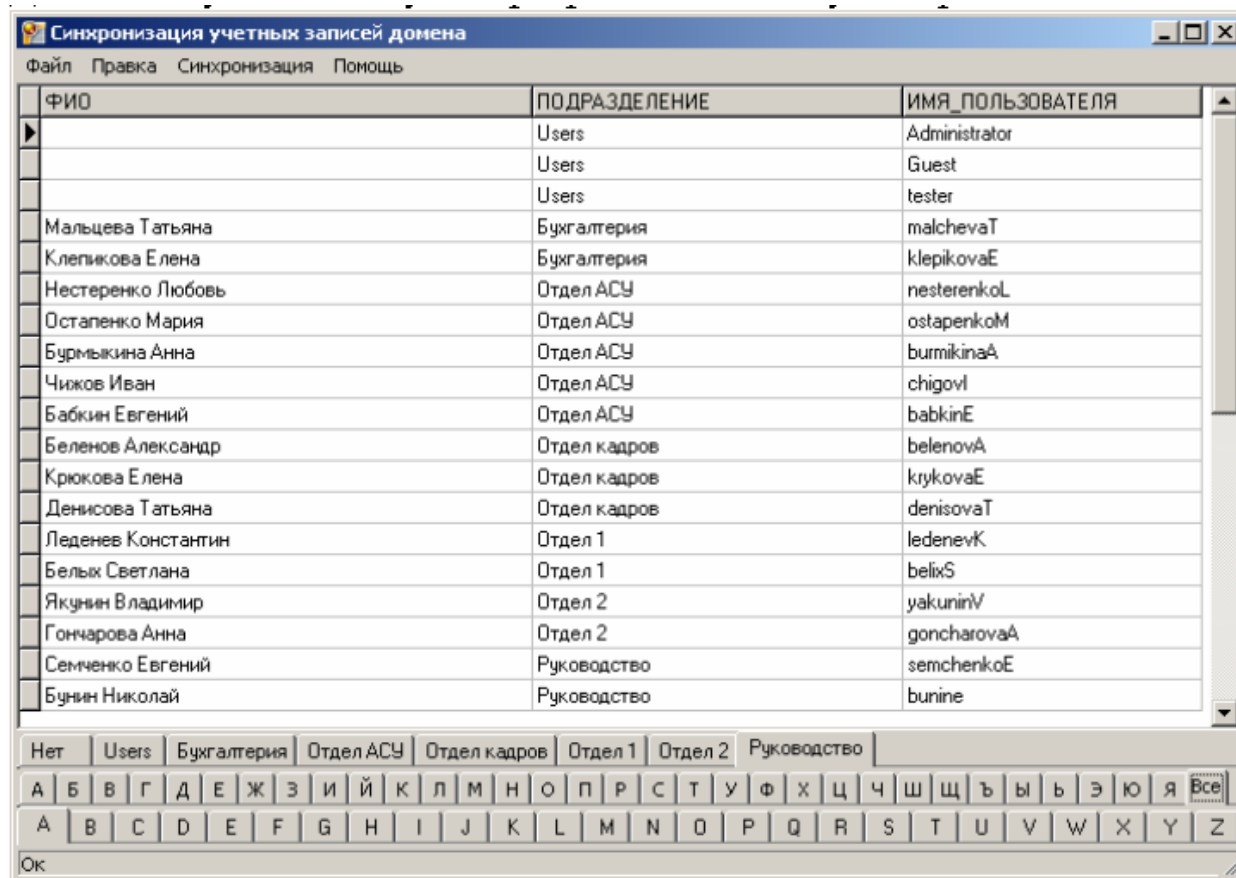 Синхронизация учетных записей домена
Файл Правка Синхронизация Помощь
ФИО ПОДРАЗДЕЛЕНИЕ ИМЯ_ПОЛЬЗОВАТЕЛЯ
Users Administrator
Users Guest
Users tester
Мальцева Татьяна Бухгалтерия malchevaT
Клепикова Елена Бухгалтерия klepikovaE
Нестеренко Любовь Отдел АСУ nesterenkoL
Остапенко Мария Отдел АСУ ostapenkoM
Бурмыкина Анна Отдел АСУ burmikinaA
Чижов Иван Отдел АСУ chigovI
Бабкин Евгений Отдел АСУ babkinE
Беленов Александр Отдел кадров belenovA
Крюкова Елена Отдел кадров krykovaE
Денисова Татьяна Отдел кадров denisovaT
Леденев Константин Отдел 1 ledenevK
Белых Светлана Отдел 1 belixS
Якунин Владимир Отдел 2 yakuninV
Гончарова Анна Отдел 2 goncharovaA
Семченко Евгений Руководство semchenkoE
Бунин Николай Руководство bunine
Нет Users Бухгалтерия Отдел АСУ Отдел кадров Отдел 1 Отдел 2 Руководство
А Б В Г Д Е Ж З И Й К Л М Н О П Р С Т У Ф Х Ц Ч Ш Щ Ъ Ы Ь Э Ю Я Все
A B C D E F G H I J K L M N O P Q R S T U V W X Y Z
Ок